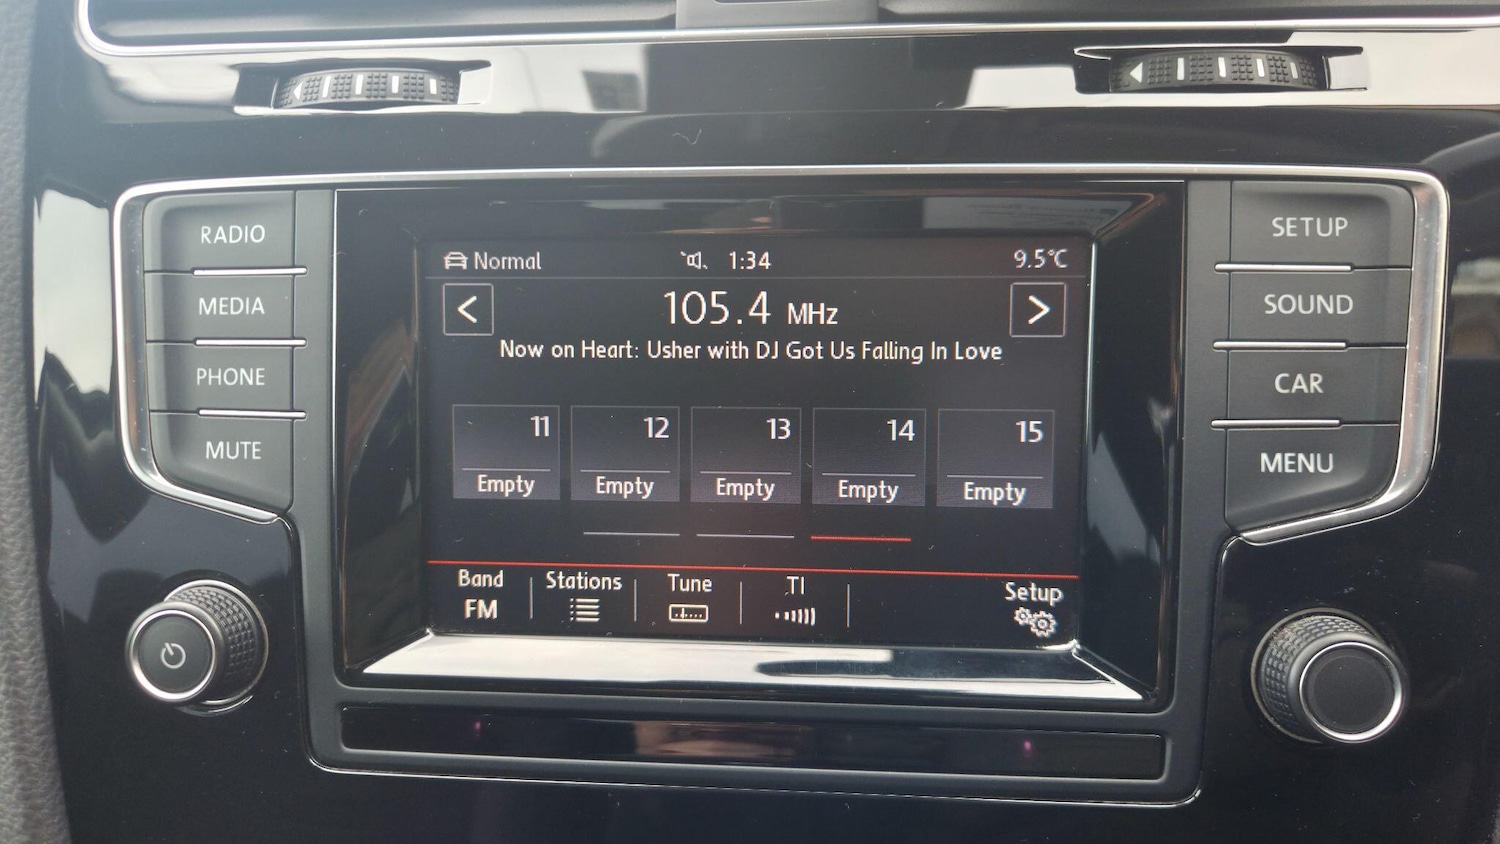 RADIO
MEDIA
PHONE
MUTE
Normal 1:34 9.5°C
< 105.4 MHz >
Now on Heart: Usher with DJ Got Us Falling In Love
11 12 13 14 15
Empty Empty Empty Empty Empty
Band Stations Tune TI Setup
FM
SETUP
SOUND
CAR
MENU